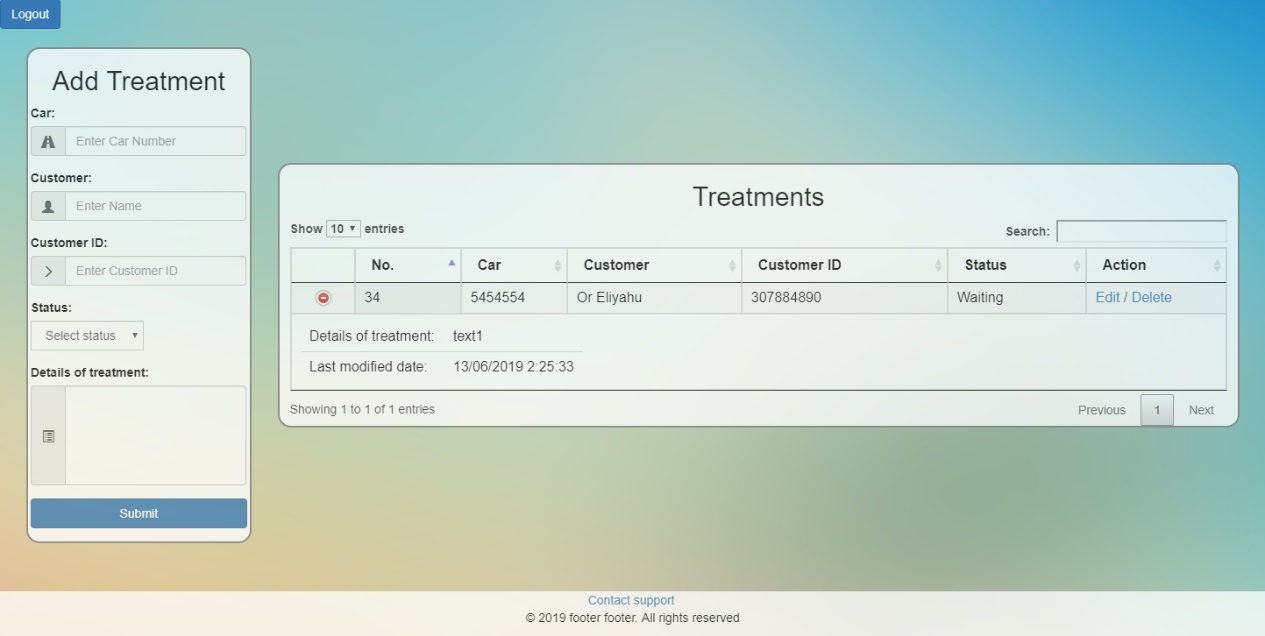 Logout
Add Treatment
Car:
Enter Car Number
Customer:
Enter Name
Customer ID:
Enter Customer ID
Status:
Select status
Details of treatment:
Submit
Treatments
Show 10 entries
Search:
No. Car Customer Customer ID Status Action
34 5454554 Or Eliyahu 307884890 Waiting Edit / Delete
Details of treatment: text1
Last modified date: 13/06/2019 2:25:33
Showing 1 to 1 of 1 entries
Previous 1 Next
Contact support
© 2019 footer footer. All rights reserved